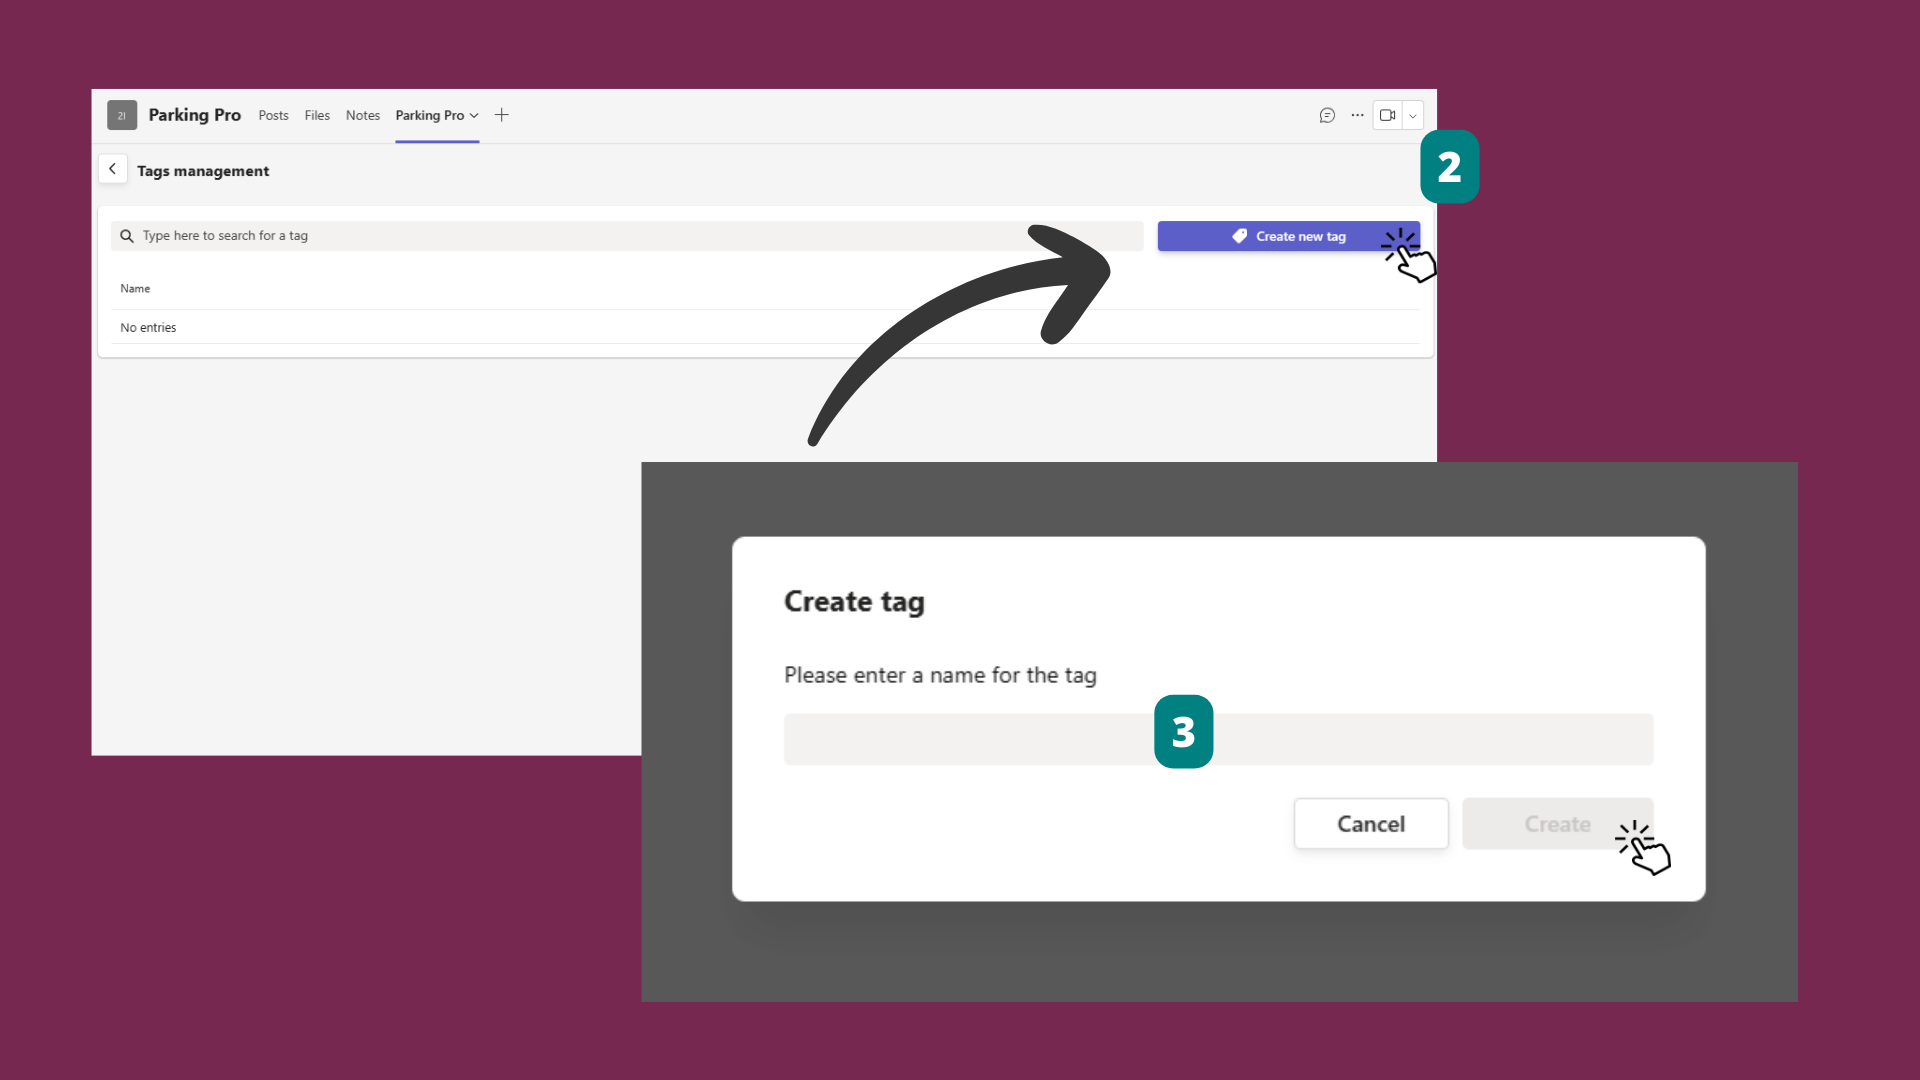 2I Parking Pro Posts Files Notes Parking Pro
2
Tags management
Type here to search for a tag Create new tag
Name
No entries
Create tag
Please enter a name for the tag
3
Cancel Create